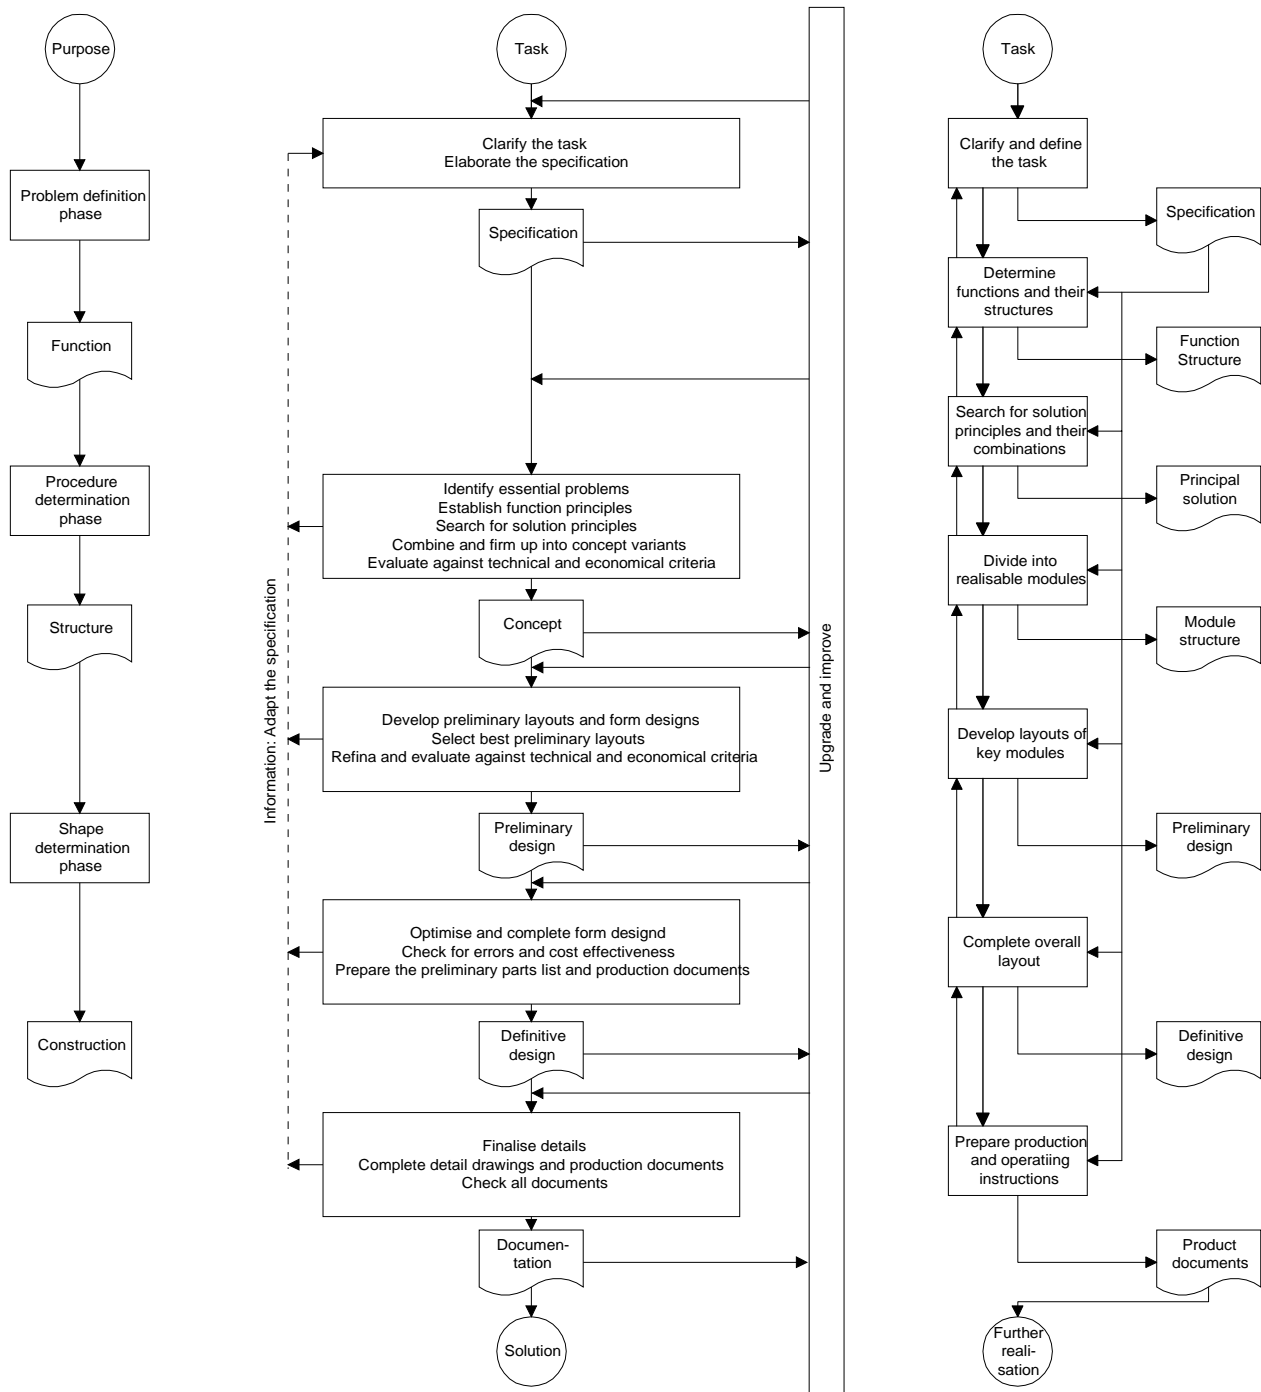 Purpose
Problem definition
phase
Function
Procedure
determination
phase
Structure
Shape
determination
phase
Construction
Information: Adapt the specification
Task
Clarify the task
Elaborate the specification
Specification
Identify essential problems
Establish function principles
Search for solution principles
Combine and firm up into concept variants
Evaluate against technical and economical criteria
Concept
Develop preliminary layouts and form designs
Select best preliminary layouts
Refina and evaluate against technical and economical criteria
Preliminary
design
Optimise and complete form designd
Check for errors and cost effectiveness
Prepare the preliminary parts list and production documents
Definitive
design
Finalise details
Complete detail drawings and production documents
Check all documents
Documen-
tation
Solution
Upgrade and improve
Task
Clarify and define
the task
Specification
Determine
functions and their
structures
Function
Structure
Search for solution
principles and their
combinations
Principal
solution
Divide into
realisable modules
Module
structure
Develop layouts of
key modules
Preliminary
design
Complete overall
layout
Definitive
design
Prepare production
and operatiing
instructions
Product
documents
Further
reali-
sation